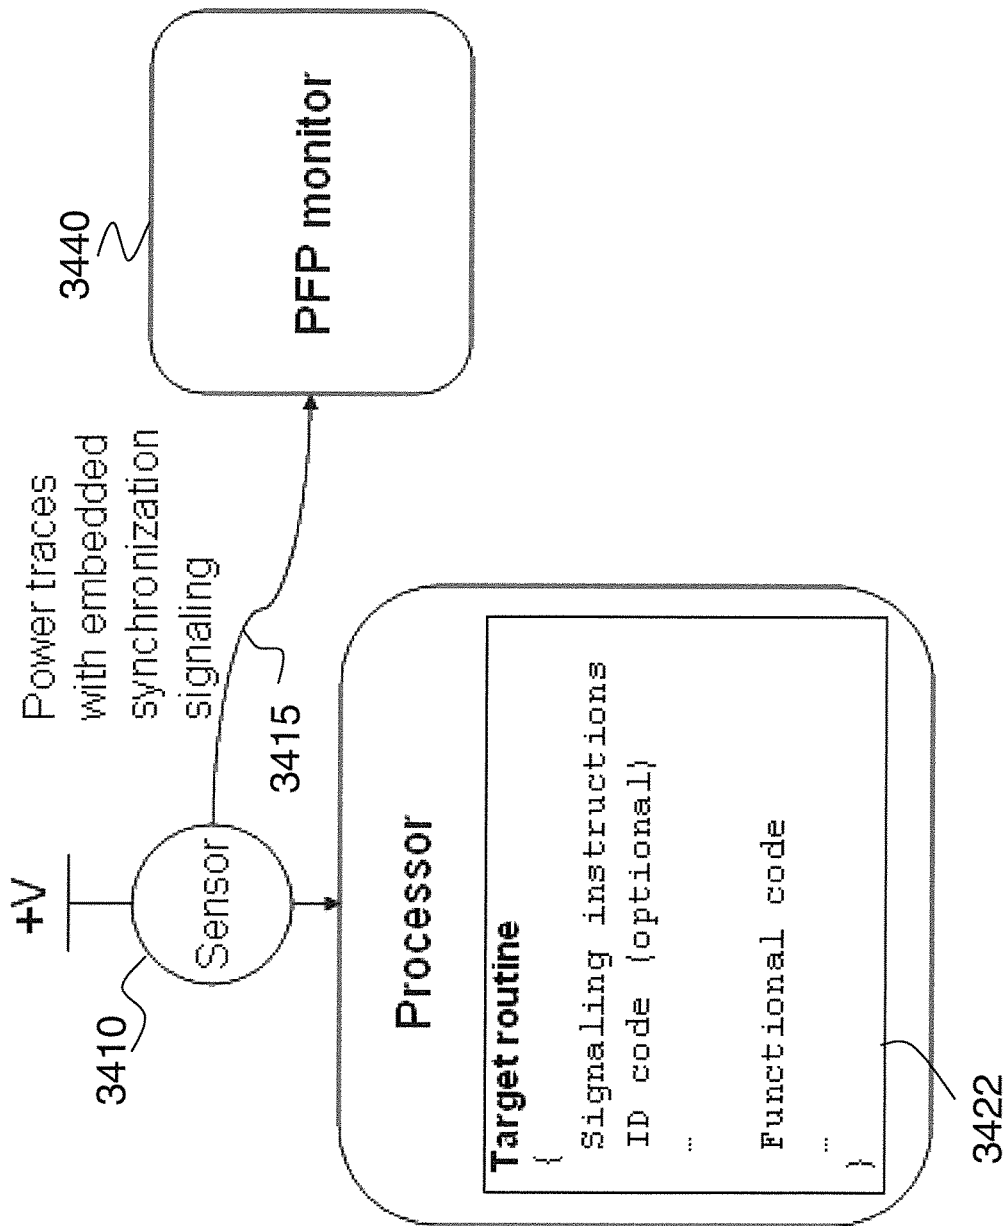 +V
3410
Sensor
Power traces
with embedded
synchronization
signaling
3415
3440
PFP monitor
Processor
Target routine
{
Signaling instructions
ID code (optional)
…
Functional code
…
}
3422